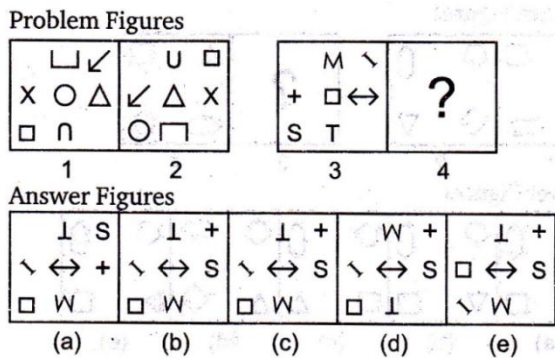 Problem Figures
M
+
S T
?
X
X
1 2 3 4
Answer Figures
S
+
+
S
+
S
+
S
+
S
(a) (b) (c) (d) (e)